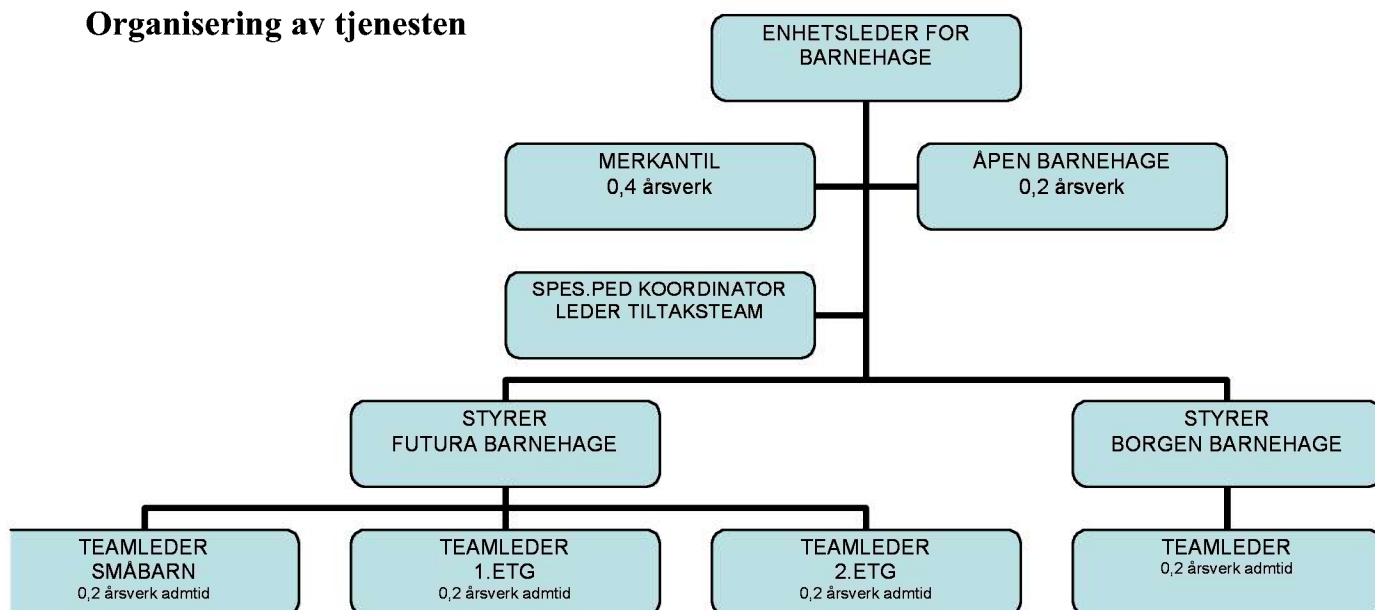 Organisering av tjenesten
ENHETSLEDER FOR
BARNEHAGE
MERKANTIL
0,4 årsverk
ÅPEN BARNEHAGE
0,2 årsverk
SPES.PED KOORDINATOR
LEDER TILTAKSTEAM
STYRER
FUTURA BARNEHAGE
STYRER
BORGEN BARNEHAGE
TEAMLEDER
SMÅBARN
0,2 årsverk admtid
TEAMLEDER
1.ETG
0,2 årsverk admtid
TEAMLEDER
2.ETG
0,2 årsverk admtid
TEAMLEDER
0,2 årsverk admtid